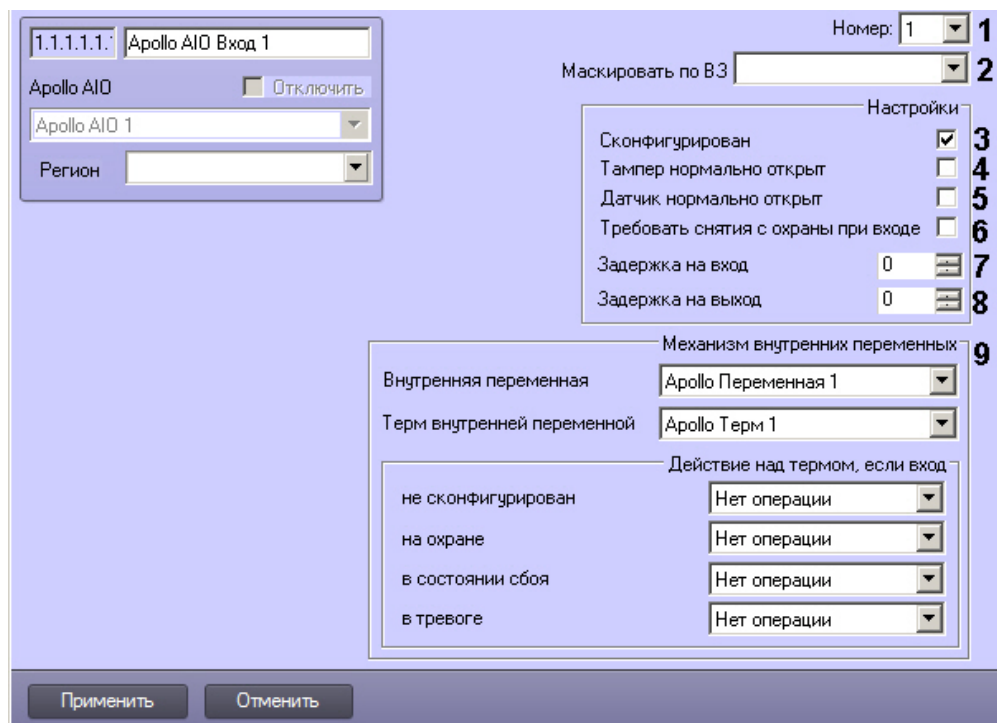 1.1.1.1.1 Apollo AIO Вход 1
Apollo AIO Отключить
Apollo AIO 1
Регион
Номер: 1 1
Маскировать по ВЗ 2
Настройки
Сконфигурирован 3
Тампер нормально открыт 4
Датчик нормально открыт 5
Требовать снятия с охраны при входе 6
Задержка на вход 0 7
Задержка на выход 0 8
Механизм внутренних переменных 9
Внутренняя переменная Apollo Переменная 1
Терм внутренней переменной Apollo Терм 1
Действие над термом, если вход
не сконфигурирован Нет операции
на охране Нет операции
в состоянии сбоя Нет операции
в тревоге Нет операции
Применить Отменить